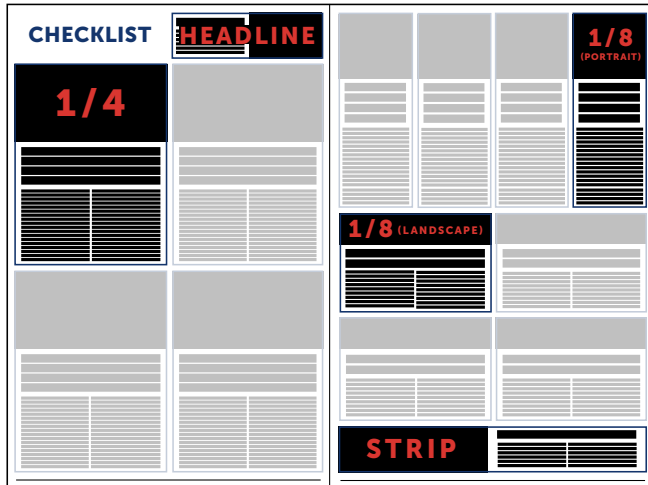 CHECKLIST
HEADLINE
1/4
1/8
(PORTRAIT)
1/8 (LANDSCAPE)
STRIP